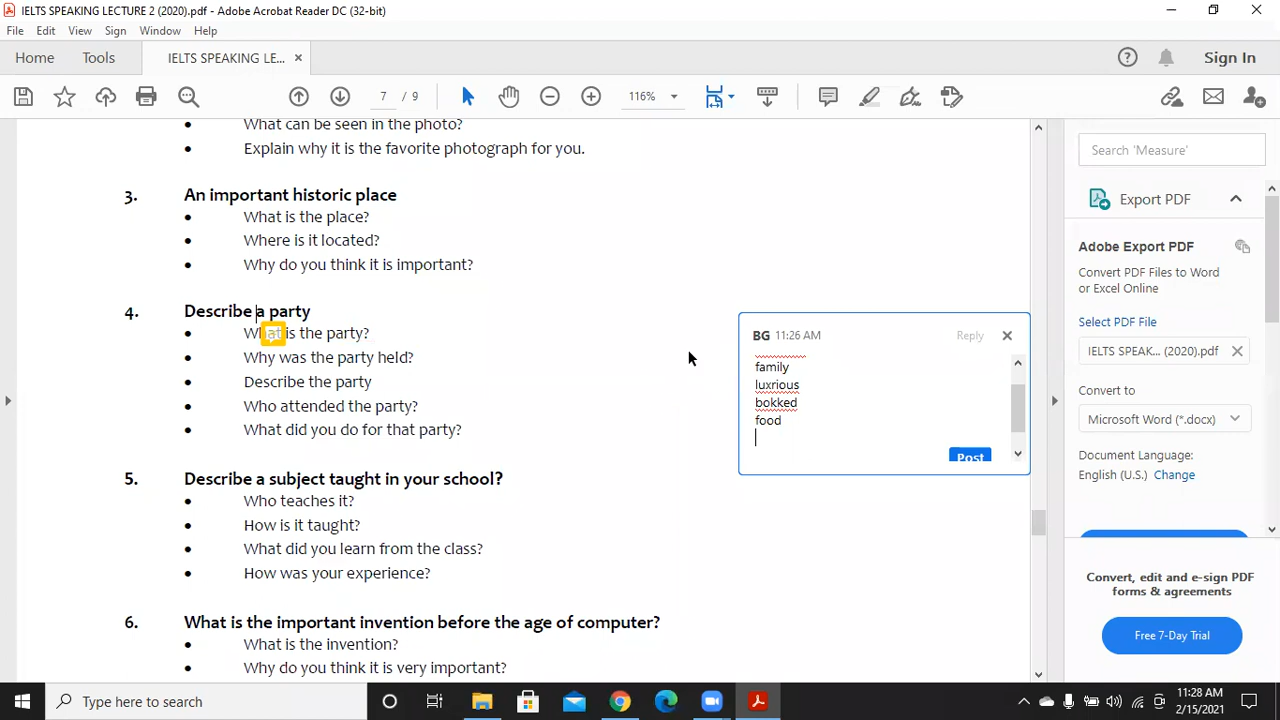 IELTS SPEAKING LECTURE 2 (2020).pdf - Adobe Acrobat Reader DC (32-bit)
File Edit View Sign Window Help
Home Tools IELTS SPEAKING LE... Sign In
7 / 9 116%
What can be seen in the photo?
Explain why it is the favorite photograph for you.
3. An important historic place
What is the place?
Where is it located?
Why do you think it is important?
4. Describe a party
What is the party?
Why was the party held?
Describe the party
Who attended the party?
What did you do for that party?
5. Describe a subject taught in your school?
Who teaches it?
How is it taught?
What did you learn from the class?
How was your experience?
6. What is the important invention before the age of computer?
What is the invention?
Why do you think it is very important?
BG 11:26 AM Reply
family
luxrious
bokked
food
Post
Search 'Measure'
Export PDF
Adobe Export PDF
Convert PDF Files to Word
or Excel Online
Select PDF File
IELTS SPEAK... (2020).pdf
Convert to
Microsoft Word (*.docx)
Document Language:
English (U.S.) Change
Convert, edit and e-sign PDF
forms & agreements
Free 7-Day Trial
Type here to search
11:28 AM
2/15/2021